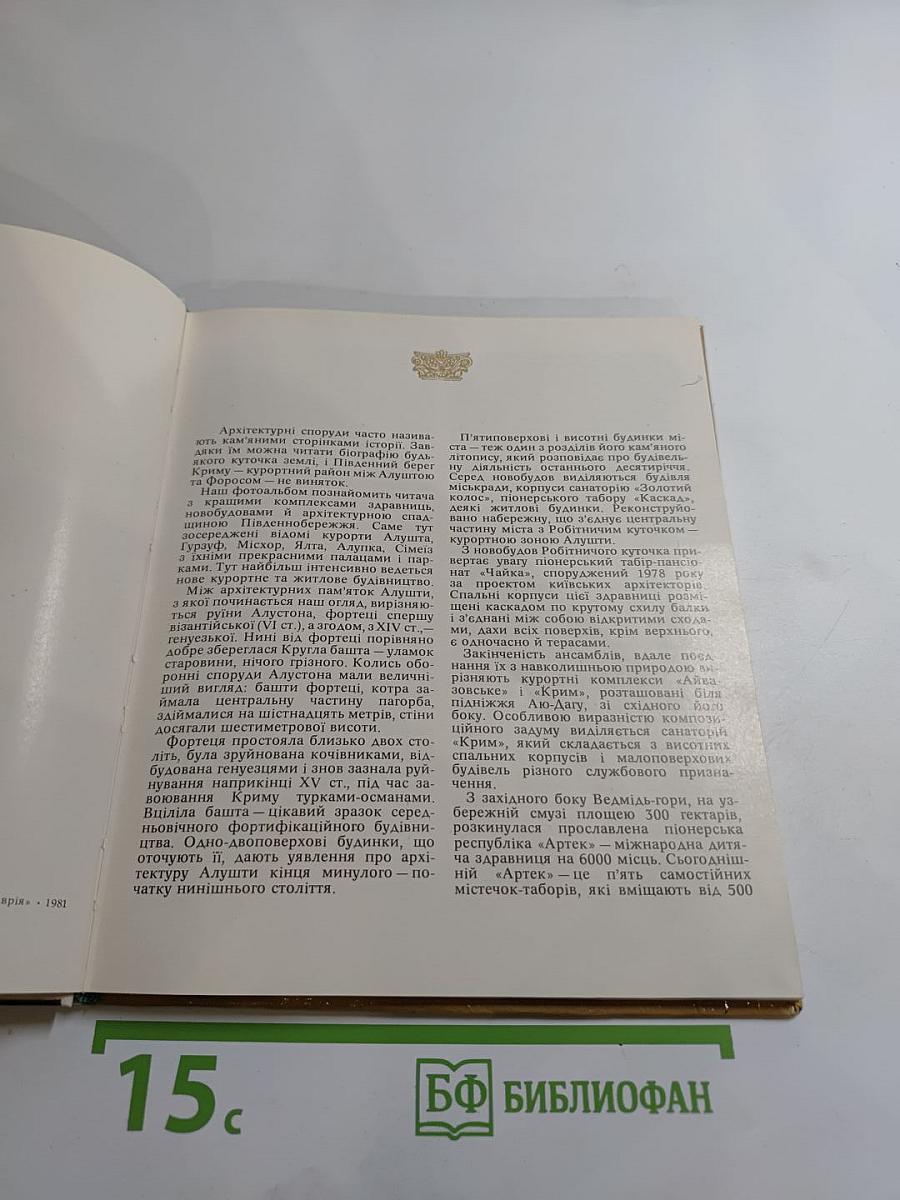 Архітектурні споруди часто назива-
ють кам'яними сторінками історії. Зав-
дяки їм можна читати біографію будь-
якого куточка землі, і Південний берег
Криму — курортний район між Алуштою
та Форосом — не виняток.
Наш фотоальбом познайомить читача
з кращими комплексами здравниць,
новобудовами й архітектурною спад-
щиною Південнобережжя. Саме тут
зосереджені відомі курорти Алушта,
Гурзуф, Місхор, Ялта, Алупка, Сімеїз
з їхніми прекрасними палацами і пар-
ками. Тут найбільш інтенсивно ведеться
нове курортне та житлове будівництво.
Між архітектурних пам'яток Алушти,
з якої починається наш огляд, вирізняю-
ться руїни Алустона, фортеці спершу
візантійської (VI ст.), а згодом, з XIV ст.,—
генуезької. Нині від фортеці порівняно
добре збереглася Кругла башта — уламок
старовини, нічого грізного. Колись обо-
ронні споруди Алустона мали величні-
ший вигляд: башти фортеці, котра за-
ймала центральну частину пагорба,
здіймалися на шістнадцять метрів, стіни
досягали шестиметрової висоти.
Фортеця простояла близько двох сто-
літь, була зруйнована кочівниками, від-
будована генуезцями і знов зазнала руй-
нування наприкінці XV ст., під час за-
воювання Криму турками-османами.
Вціліла башта — цікавий зразок серед-
ньовічного фортифікаційного будівни-
цтва. Одно-двоповерхові будинки, що
оточують її, дають уявлення про архі-
тектуру Алушти кінця минулого — по-
чатку нинішнього століття.
П'ятиповерхові і висотні будинки мі-
ста — теж один з розділів його кам'яного
літопису, який розповідає про будівель-
ну діяльність останнього десятиріччя.
Серед новобудов виділяються будівля
міськради, корпуси санаторію «Золотий
колос», піонерського табору «Каскад»,
деякі житлові будинки. Реконструйо-
вано набережну, що з'єднує центральну
частину міста з Робітничим куточком —
курортною зоною Алушти.
З новобудов Робітничого куточка при-
вертає увагу піонерський табір-пансіо-
нат «Чайка», споруджений 1978 року
за проектом київських архітекторів.
Спальні корпуси цієї здравниці розмі-
щені каскадом по крутому схилу балки
і з'єднані між собою відкритими схода-
ми, дахи всіх поверхів, крім верхнього,
є одночасно й терасами.
Закінченість ансамблів, вдале поєд-
нання їх з навколишньою природою ви-
різняють курортні комплекси «Айва-
зовське» і «Крим», розташовані біля
підніжжя Аю-Дагу, зі східного його
боку. Особливою виразністю компози-
ційного задуму виділяється санаторій
«Крим», який складається з висотних
спальних корпусів і малоповерхових
будівель різного службового призна-
чення.
З західного боку Ведмідь-гори, на уз-
бережній смузі площею 300 гектарів,
розкинулася прославлена піонерська
республіка «Артек» — міжнародна дитя-
ча здравниця на 6000 місць. Сьогодніш-
ній «Артек» — це п'ять самостійних
містечок-таборів, які вміщають від 500
врія» • 1981
15 с
БФ БИБЛИОФАН